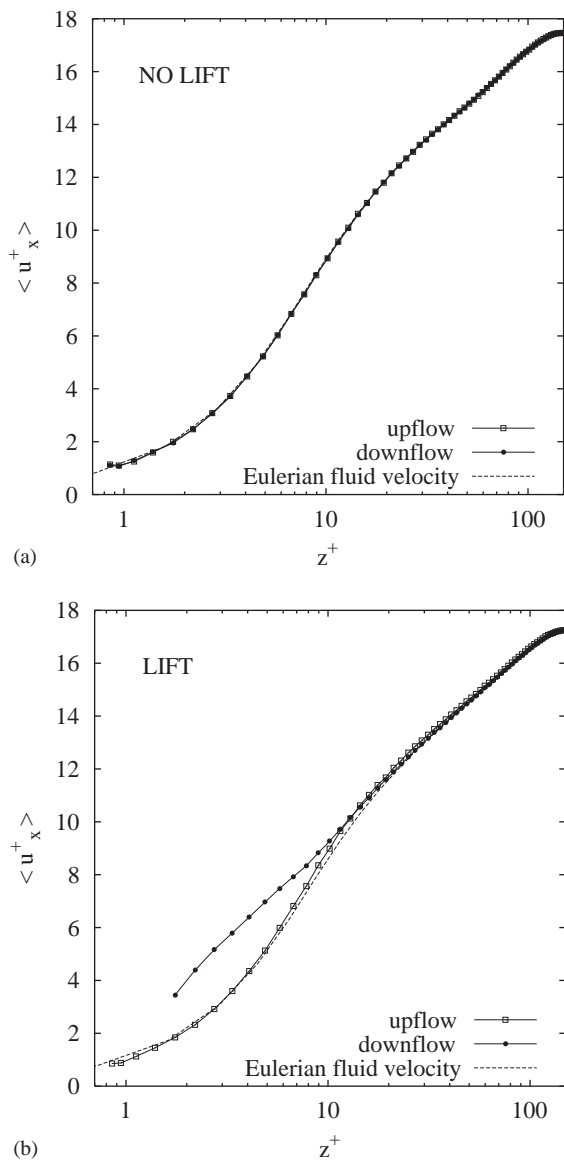 18
16
14
12
10
8
6
4
2
0
< u⁺ₓ >
NO LIFT
upflow
downflow
Eulerian fluid velocity
1 10 100
z⁺
(a)
18
16
14
12
10
8
6
4
2
0
< u⁺ₓ >
LIFT
upflow
downflow
Eulerian fluid velocity
1 10 100
z⁺
(b)